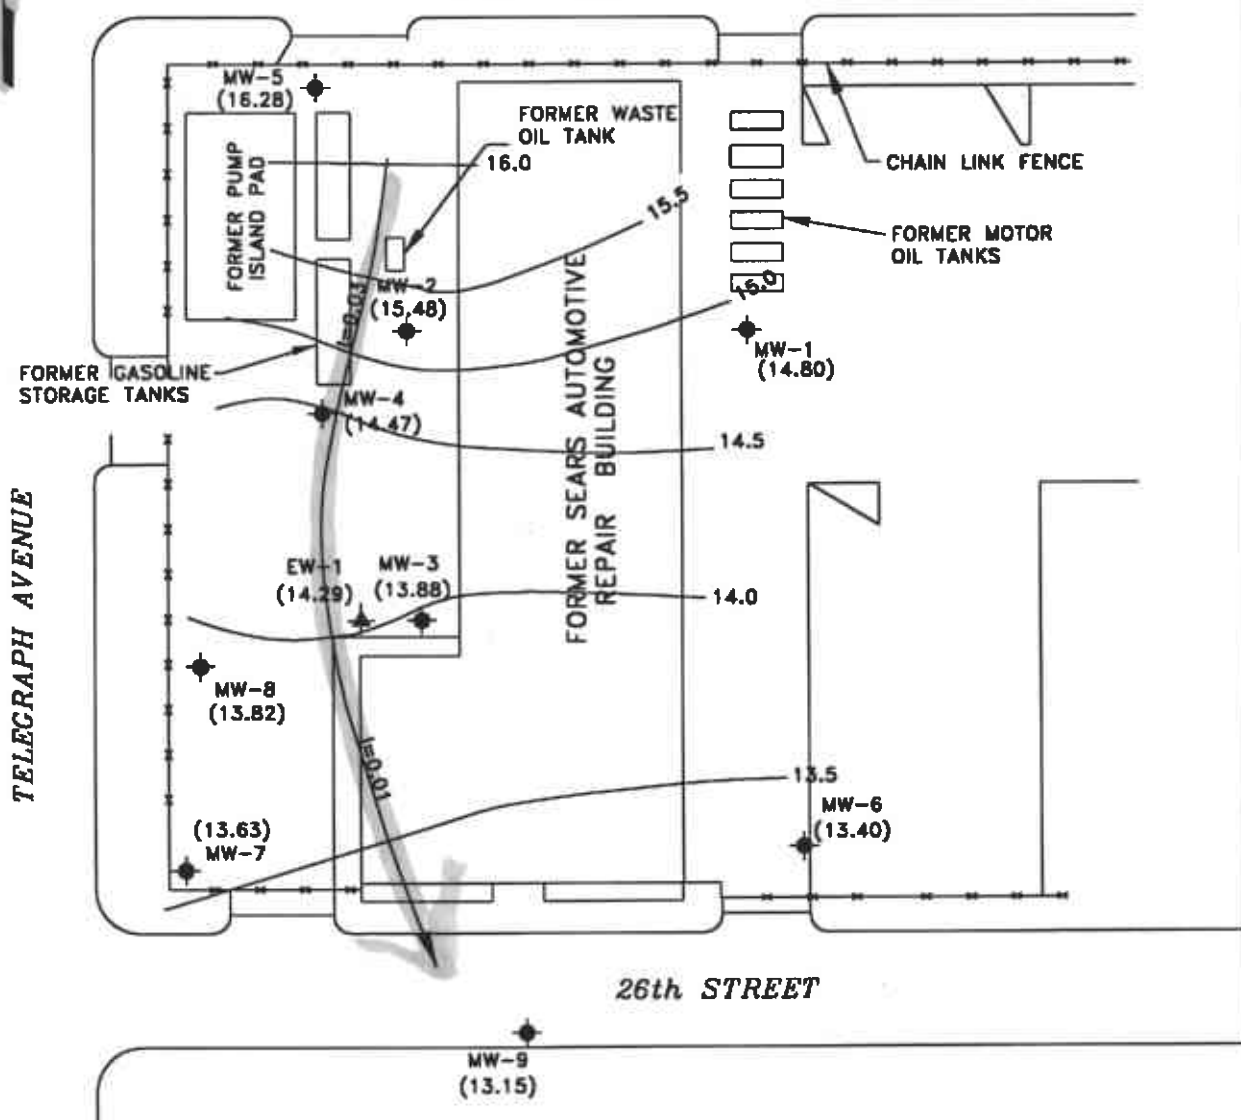 MW-5
(16.28)
FORMER WASTE
OIL TANK
16.0
CHAIN LINK FENCE
FORMER PUMP
ISLAND PAD
15.5
FORMER MOTOR
OIL TANKS
MW-2
(15.48)
I=0.03
15.0
MW-1
(14.80)
FORMER GASOLINE
STORAGE TANKS
MW-4
(14.47)
14.5
FORMER SEARS AUTOMOTIVE
REPAIR BUILDING
TELEGRAPH AVENUE
EW-1
(14.29)
MW-3
(13.88)
14.0
MW-8
(13.82)
I=0.01
13.5
MW-6
(13.40)
(13.63)
MW-7
26th STREET
MW-9
(13.15)